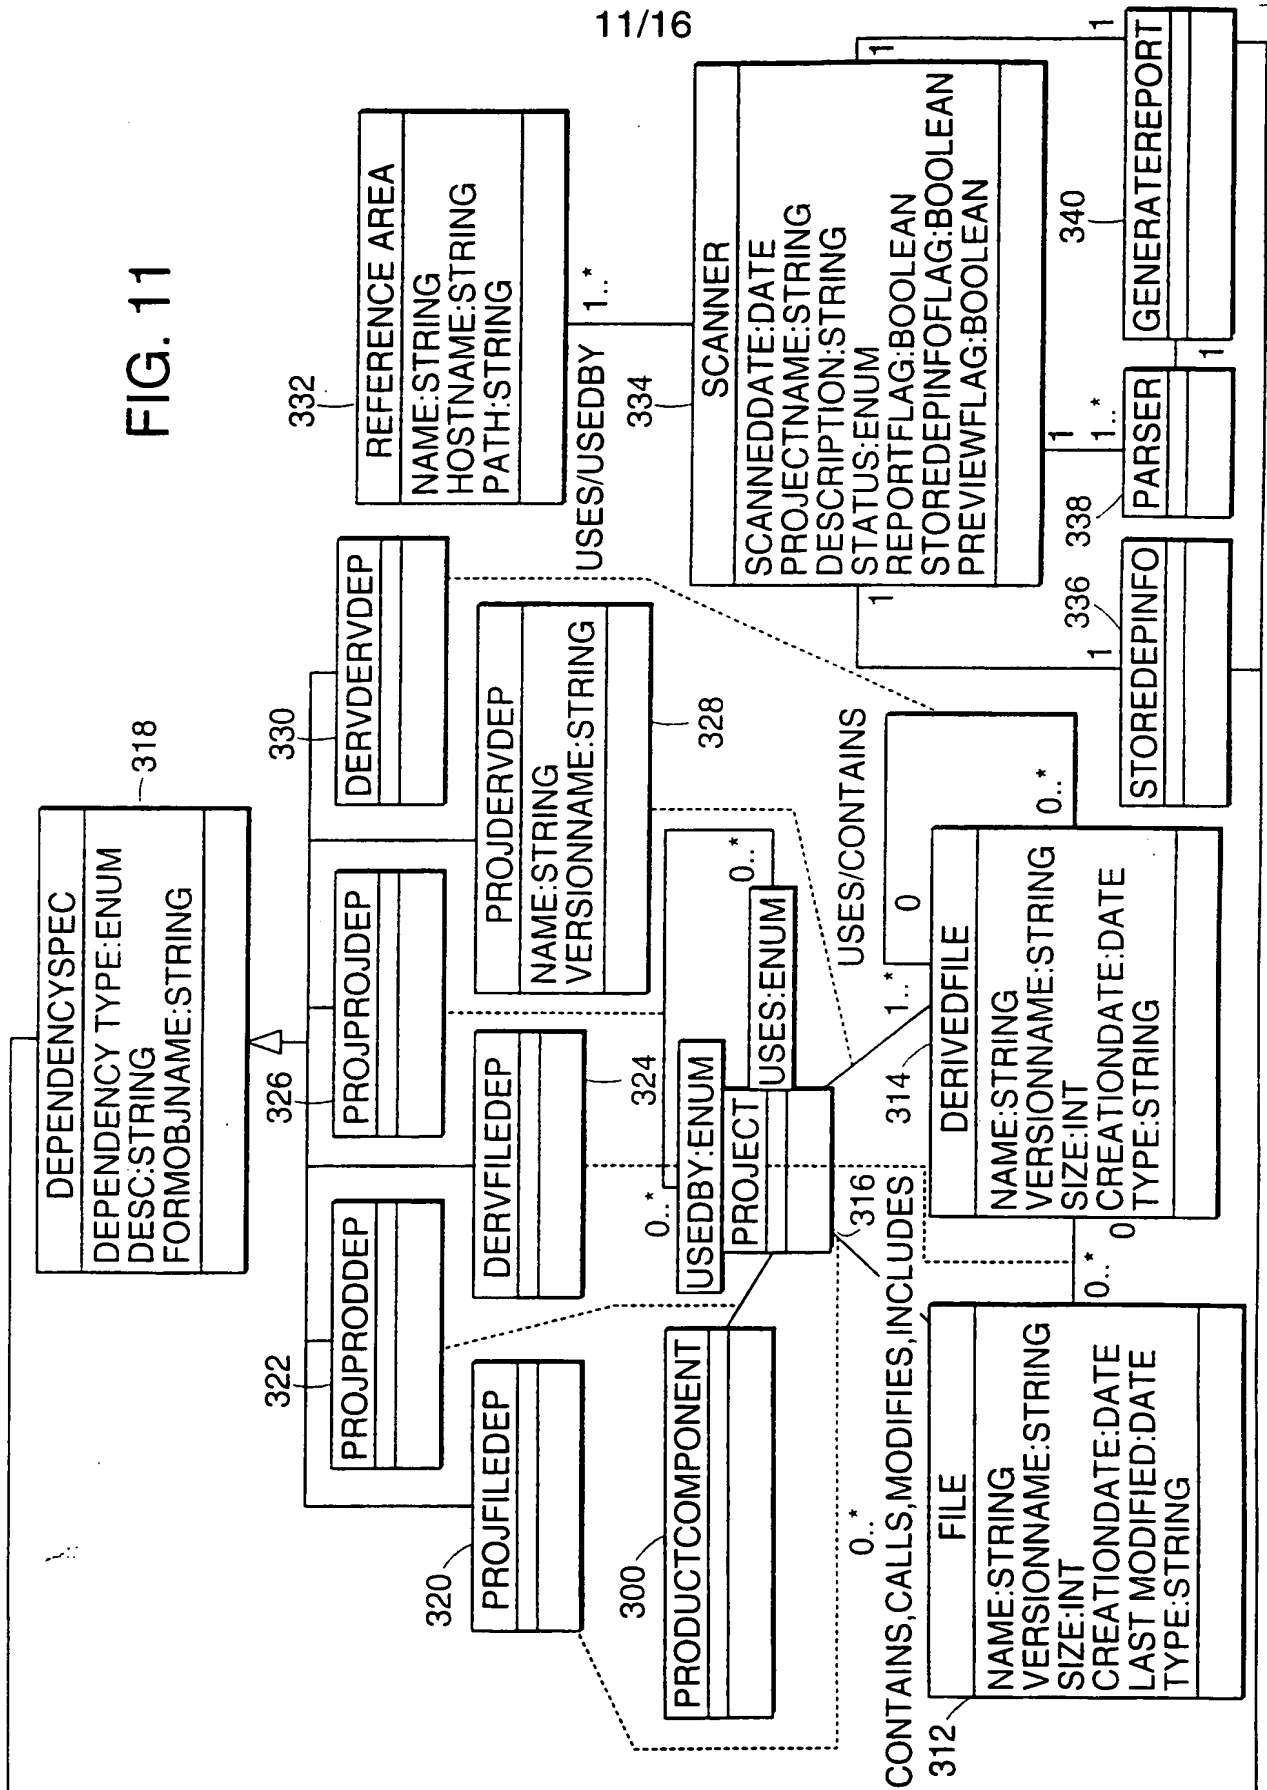 11/16
FIG. 11
DEPENDENCYSPEC
DEPENDENCY TYPE:ENUM
DESC:STRING
FORMOBJNAME:STRING
318
322
PROJPRODDEP
326
PROJPROJDEP
330
DERVDERVDEP
332
REFERENCE AREA
NAME:STRING
HOSTNAME:STRING
PATH:STRING
320
PROJFILEDEP
DERVFILEDEP
324
PROJDERVDEP
NAME:STRING
VERSIONNAME:STRING
328
USES/USEDBY
1..*
300
PRODUCTCOMPONENT
0..*
USEDBY:ENUM
PROJECT
USES:ENUM
0..*
316
334
SCANNER
SCANNEDDATE:DATE
PROJECTNAME:STRING
DESCRIPTION:STRING
STATUS:ENUM
REPORTFLAG:BOOLEAN
STOREDEPINFOFLAG:BOOLEAN
PREVIEWFLAG:BOOLEAN
1
1
1
0..*
CONTAINS,CALLS,MODIFIES,INCLUDES
USES/CONTAINS
312
FILE
NAME:STRING
VERSIONNAME:STRING
SIZE:INT
CREATIONDATE:DATE
LAST MODIFIED:DATE
TYPE:STRING
0..*
0
314
1..*
0
DERIVEDFILE
NAME:STRING
VERSIONNAME:STRING
SIZE:INT
CREATIONDATE:DATE
TYPE:STRING
0..*
336
1
STOREDEPINFO
338
1..*
PARSER
1
340
1
GENERATEREPORT